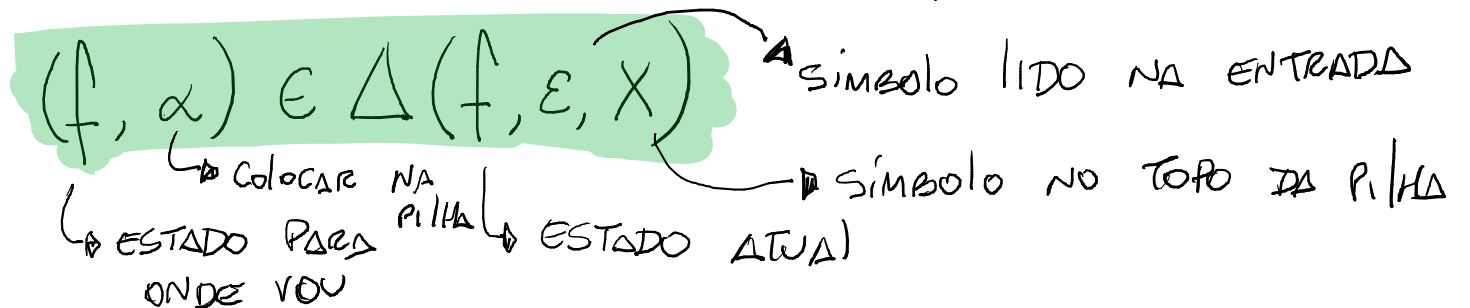 (f, α) ∈ Δ(f, ε, X)
SÍMBOLO LIDO NA ENTRADA
SÍMBOLO NO TOPO DA PILHA
COLOCAR NA
PILHA
ESTADO PARA
ONDE VOU
ESTADO ATUAL